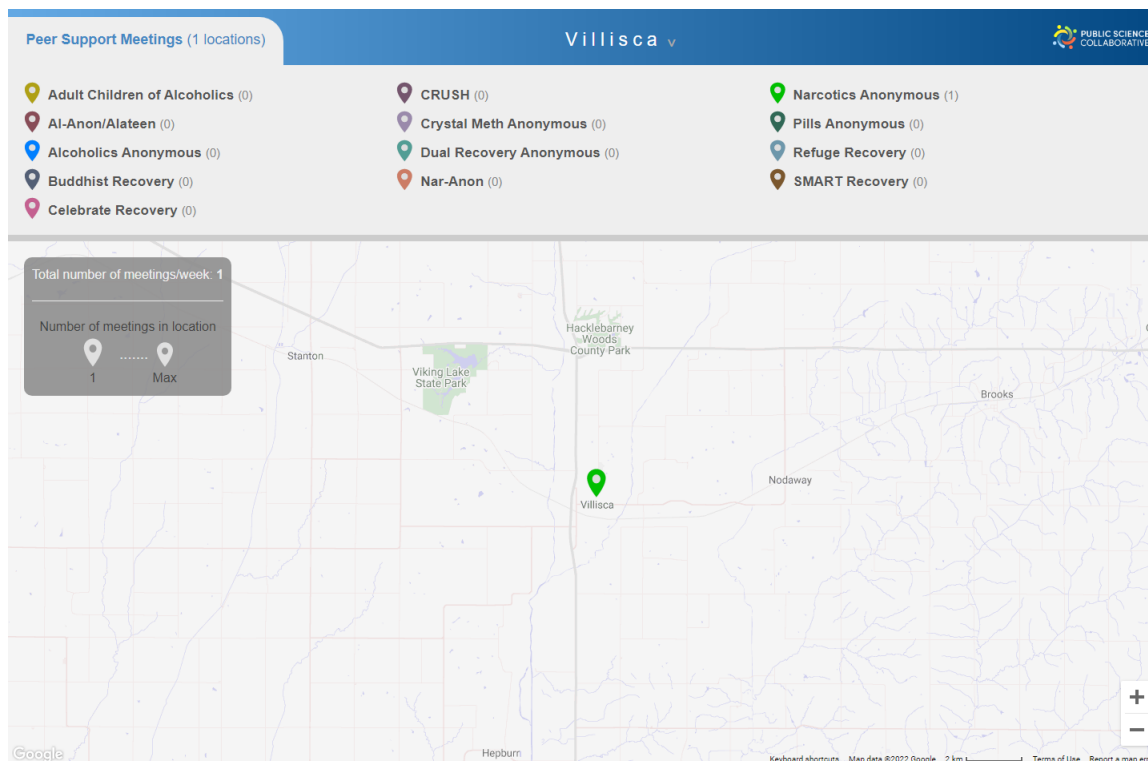 Peer Support Meetings (1 locations)
Villisca v
PUBLIC SCIENCE
COLLABORATIVE
Adult Children of Alcoholics (0)
Al-Anon/Alateen (0)
Alcoholics Anonymous (0)
Buddhist Recovery (0)
Celebrate Recovery (0)
CRUSH (0)
Crystal Meth Anonymous (0)
Dual Recovery Anonymous (0)
Nar-Anon (0)
Narcotics Anonymous (1)
Pills Anonymous (0)
Refuge Recovery (0)
SMART Recovery (0)
Total number of meetings/week: 1
Number of meetings in location
1 ....... Max
Stanton
Viking Lake
State Park
Hacklebarney
Woods
County Park
Brooks
Nodaway
Villisca
Hepburn
Google
Keyboard shortcuts Map data ©2022 Google 2 km Terms of Use Report a map